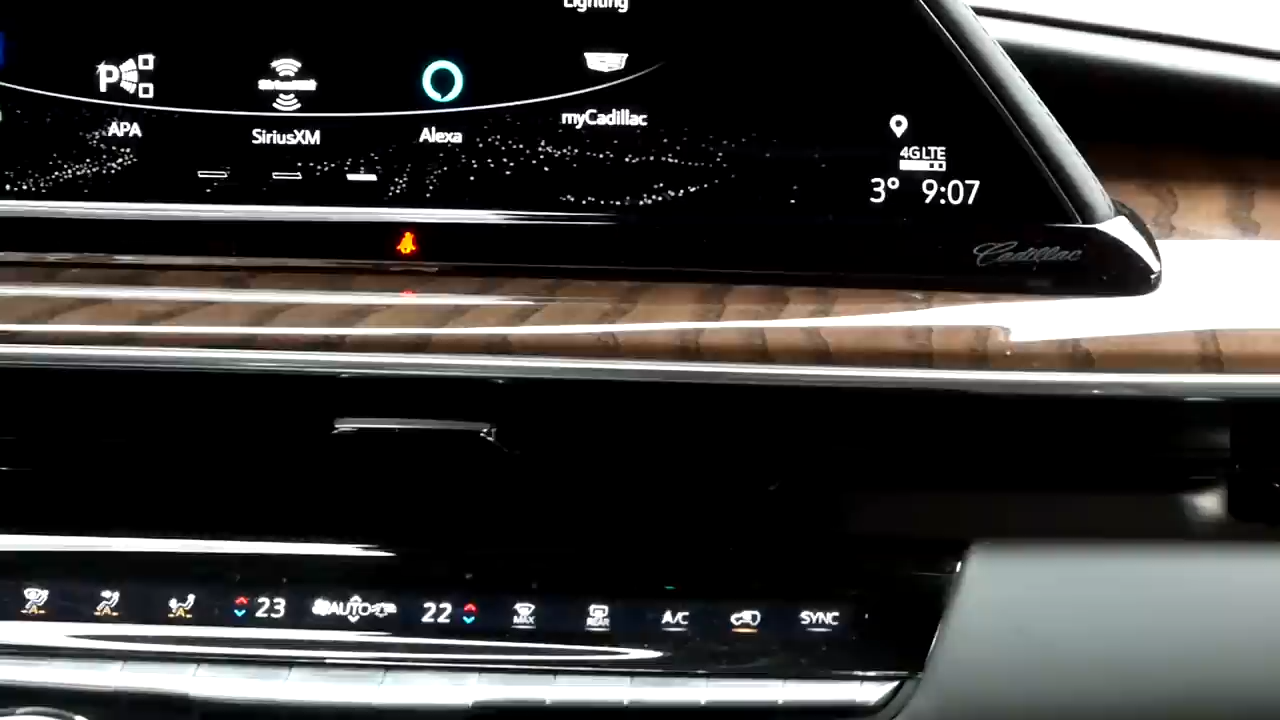 Lighting
P
APA
SiriusXM
Alexa
myCadillac
4G LTE
3° 9:07
Cadillac
23
AUTO
22
MAX
REAR
A/C
SYNC